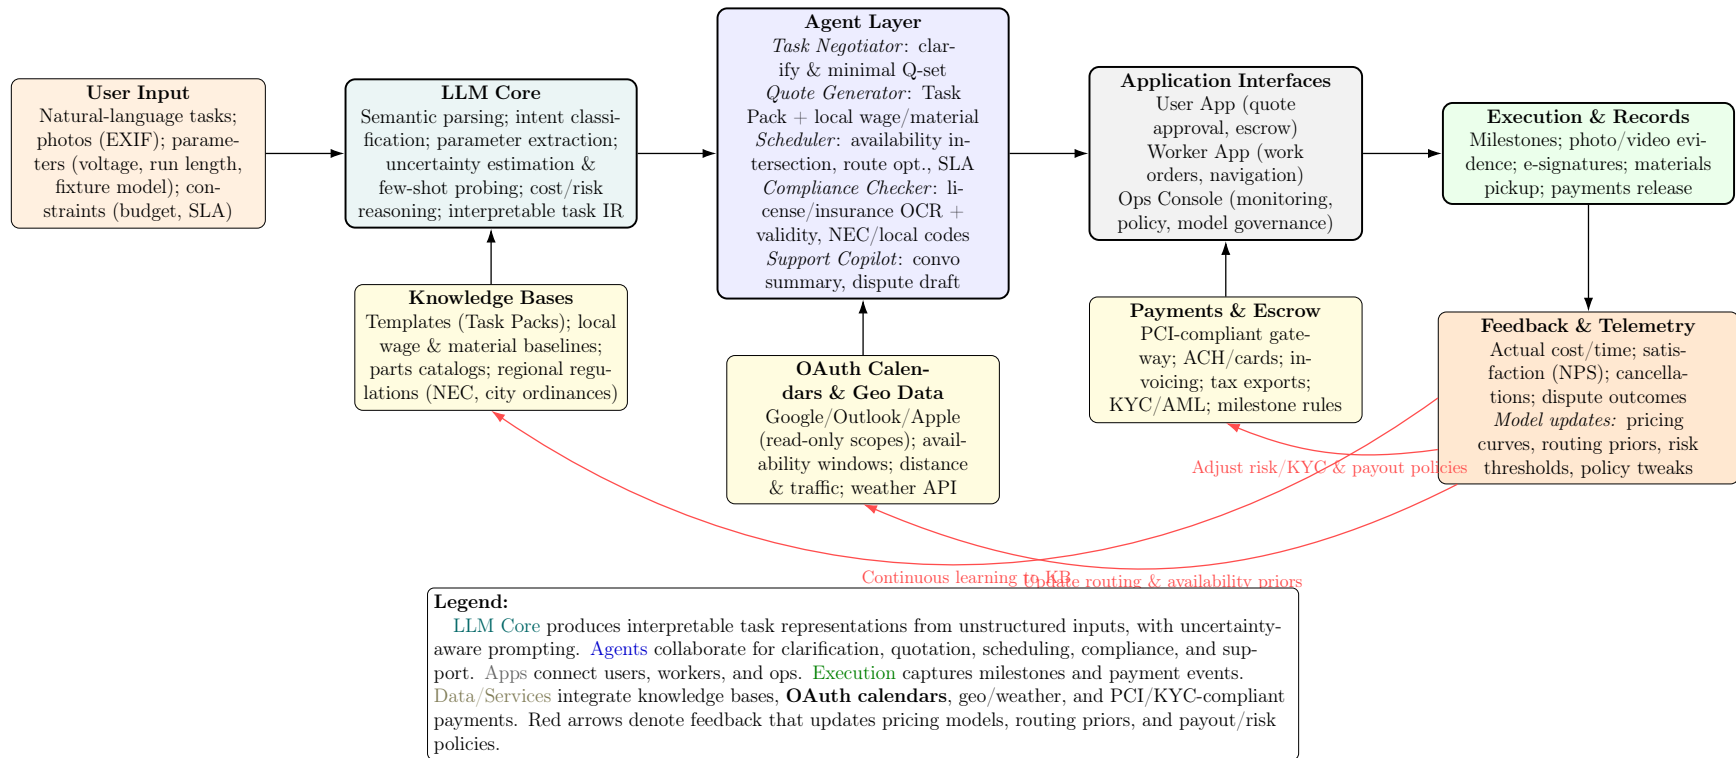 User Input
Natural-language tasks;
photos (EXIF); parame-
ters (voltage, run length,
fixture model); con-
straints (budget, SLA)
LLM Core
Semantic parsing; intent classi-
fication; parameter extraction;
uncertainty estimation &
few-shot probing; cost/risk
reasoning; interpretable task IR
Agent Layer
Task Negotiator: clar-
ify & minimal Q-set
Quote Generator: Task
Pack + local wage/material
Scheduler: availability in-
tersection, route opt., SLA
Compliance Checker: li-
cense/insurance OCR +
validity, NEC/local codes
Support Copilot: convo
summary, dispute draft
Application Interfaces
User App (quote
approval, escrow)
Worker App (work
orders, navigation)
Ops Console (monitoring,
policy, model governance)
Execution & Records
Milestones; photo/video evi-
dence; e-signatures; materials
pickup; payments release
Knowledge Bases
Templates (Task Packs); local
wage & material baselines;
parts catalogs; regional regu-
lations (NEC, city ordinances)
OAuth Calen-
dars & Geo Data
Google/Outlook/Apple
(read-only scopes); avail-
ability windows; distance
& traffic; weather API
Payments & Escrow
PCI-compliant gate-
way; ACH/cards; in-
voicing; tax exports;
KYC/AML; milestone rules
Feedback & Telemetry
Actual cost/time; satis-
faction (NPS); cancella-
tions; dispute outcomes
Model updates: pricing
curves, routing priors, risk
thresholds, policy tweaks
Adjust risk/KYC & payout policies
Continuous learning to KB
Update routing & availability priors
Legend:
LLM Core produces interpretable task representations from unstructured inputs, with uncertainty-
aware prompting. Agents collaborate for clarification, quotation, scheduling, compliance, and sup-
port. Apps connect users, workers, and ops. Execution captures milestones and payment events.
Data/Services integrate knowledge bases, OAuth calendars, geo/weather, and PCI/KYC-compliant
payments. Red arrows denote feedback that updates pricing models, routing priors, and payout/risk
policies.